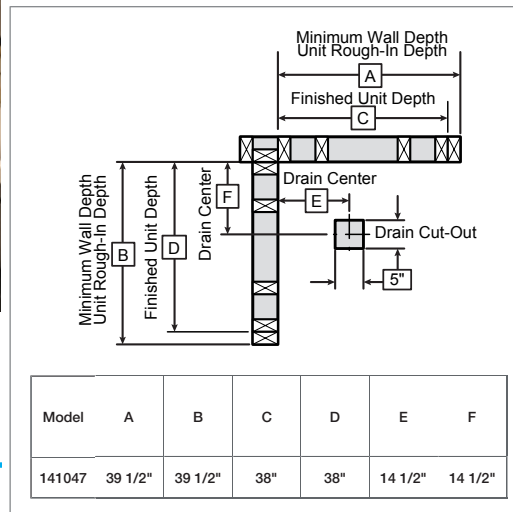 Minimum Wall Depth
Unit Rough-In Depth
A
Finished Unit Depth
C
Drain Center
E
Drain Center
F
Minimum Wall Depth
Unit Rough-In Depth
B
Finished Unit Depth
D
Drain Cut-Out
5"
Model A B C D E F
141047 39 1/2" 39 1/2" 38" 38" 14 1/2" 14 1/2"